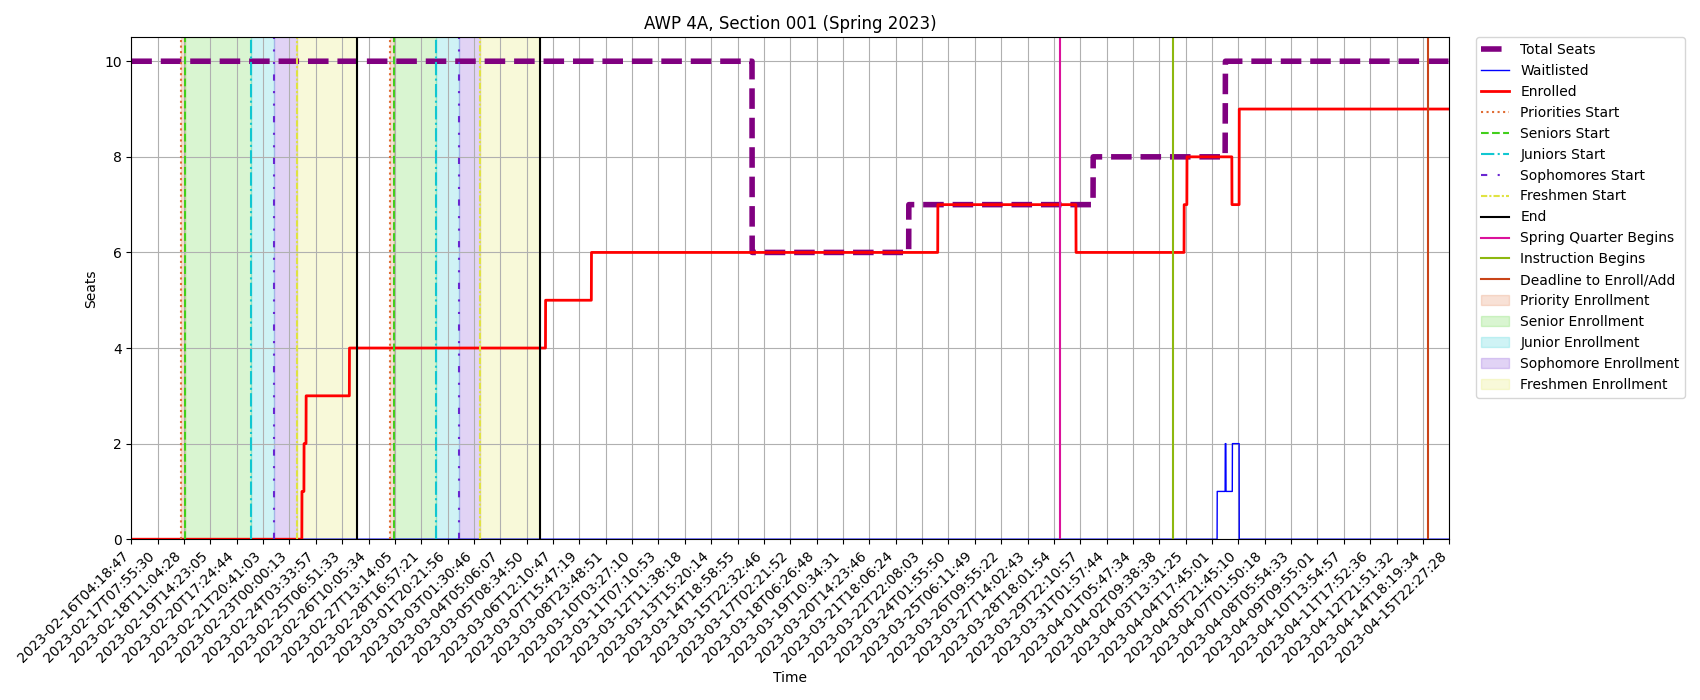 AWP 4A, Section 001 (Spring 2023)
Seats
10
8
6
4
2
0
2023-02-16T04:18:47
2023-02-17T07:55:30
2023-02-18T11:04:28
2023-02-19T14:23:05
2023-02-20T17:24:44
2023-02-21T20:41:03
2023-02-23T00:00:13
2023-02-24T03:33:57
2023-02-25T06:51:33
2023-02-26T10:05:34
2023-02-27T13:14:05
2023-02-28T16:57:21
2023-03-01T20:21:56
2023-03-03T01:30:46
2023-03-04T05:06:07
2023-03-05T08:34:50
2023-03-06T12:10:47
2023-03-07T15:47:19
2023-03-08T23:48:51
2023-03-10T03:27:10
2023-03-11T07:10:53
2023-03-12T11:38:18
2023-03-13T15:20:14
2023-03-14T18:58:55
2023-03-15T22:32:46
2023-03-17T02:21:52
2023-03-18T06:26:48
2023-03-19T10:34:31
2023-03-20T14:23:46
2023-03-21T18:06:24
2023-03-22T22:08:03
2023-03-24T01:55:50
2023-03-25T06:11:49
2023-03-26T09:55:22
2023-03-27T14:02:43
2023-03-28T18:01:54
2023-03-29T22:10:57
2023-03-31T01:57:44
2023-04-01T05:47:34
2023-04-02T09:38:38
2023-04-03T13:31:25
2023-04-04T17:45:01
2023-04-05T21:45:10
2023-04-07T01:50:18
2023-04-08T05:54:33
2023-04-09T09:55:01
2023-04-10T13:54:57
2023-04-11T17:52:36
2023-04-12T21:51:32
2023-04-14T18:19:34
2023-04-15T22:27:28
Time
Total Seats
Waitlisted
Enrolled
Priorities Start
Seniors Start
Juniors Start
Sophomores Start
Freshmen Start
End
Spring Quarter Begins
Instruction Begins
Deadline to Enroll/Add
Priority Enrollment
Senior Enrollment
Junior Enrollment
Sophomore Enrollment
Freshmen Enrollment